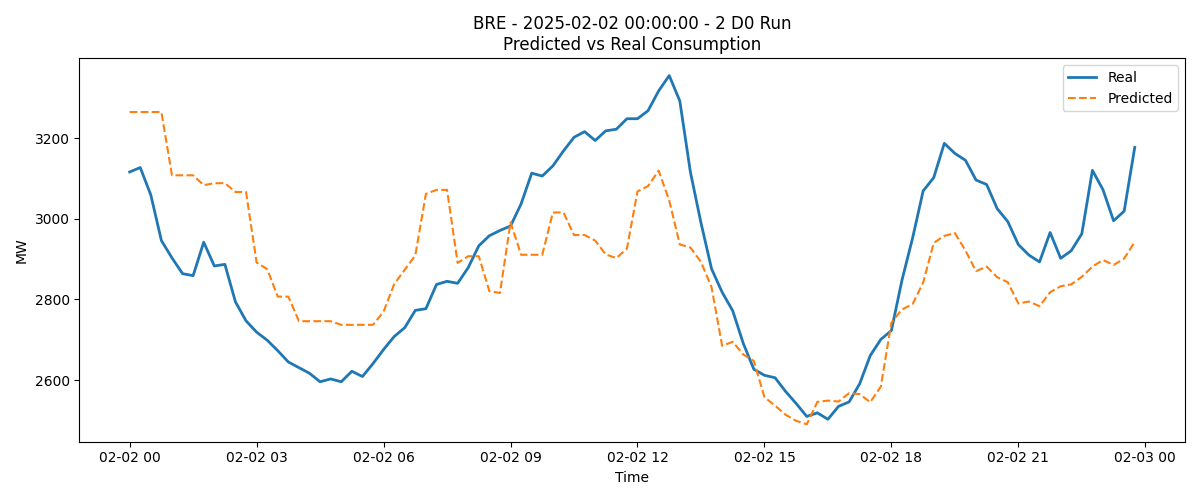 BRE - 2025-02-02 00:00:00 - 2 D0 Run
Predicted vs Real Consumption
Real
Predicted
3200
3000
2800
2600
MW
02-02 00
02-02 03
02-02 06
02-02 09
02-02 12
02-02 15
02-02 18
02-02 21
02-03 00
Time